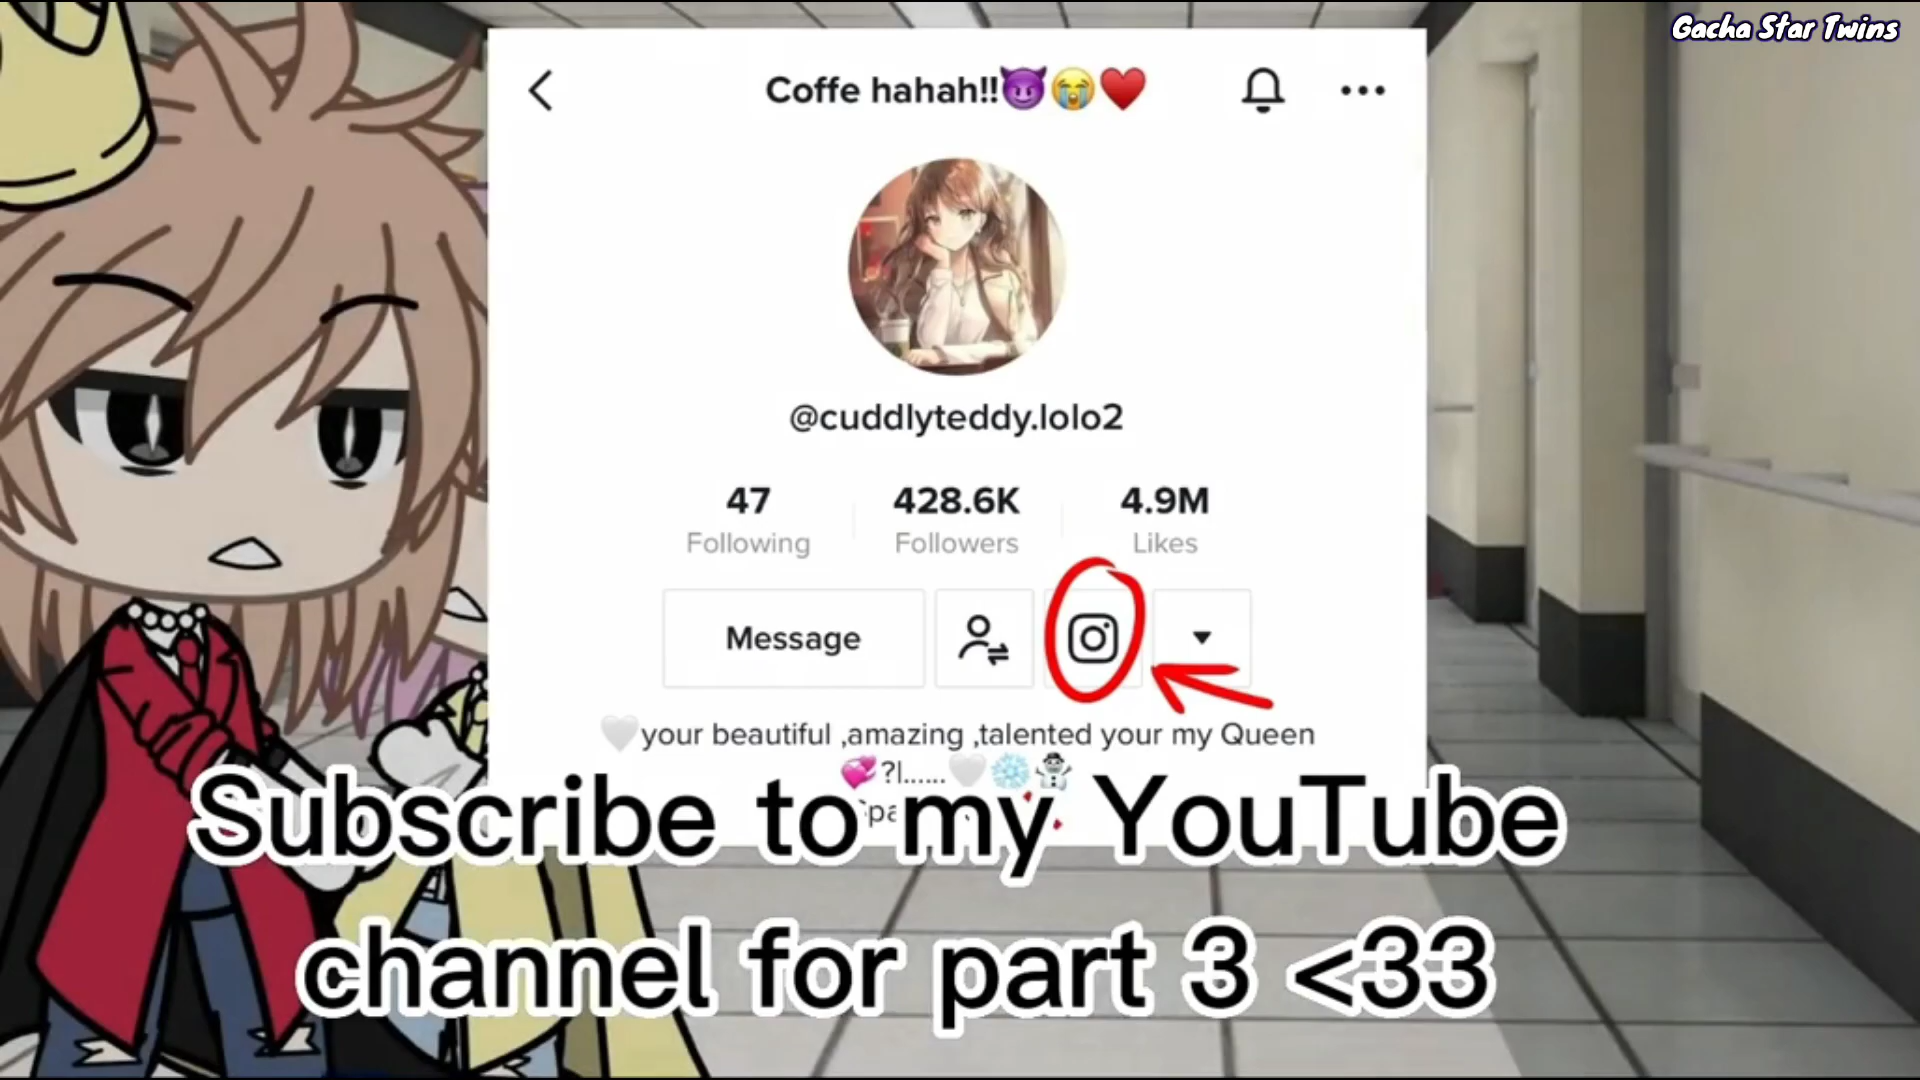 Gacha Star Twins
Coffe hahah!!😈😭❤️
@cuddlyteddy.lolo2
47 428.6K 4.9M
Following Followers Likes
Message
🤍your beautiful ,amazing ,talented your my Queen
💞?!......🤍❄️☃️
Subscribe to my YouTube
channel for part 3 <33